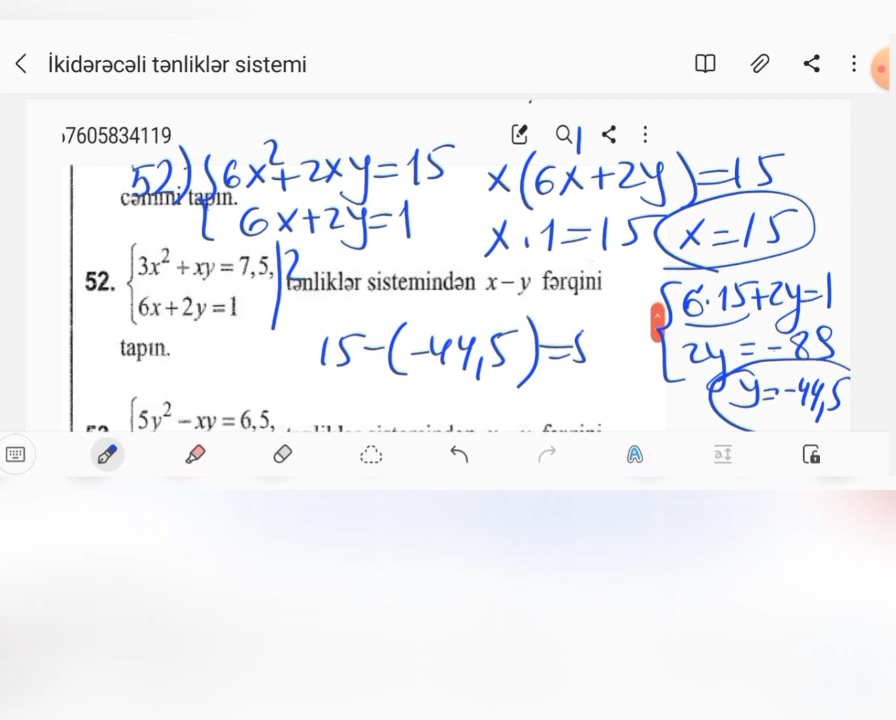 İkidərəcəli tənliklər sistemi
7605834119
52) 6x²+2xy=15
6x+2y=1
x(6x+2y)=15
x·1=15 x=15
cəmini tapın.
52. 3x² + xy = 7,5, |2 tənliklər sistemindən x – y fərqini
6x + 2y = 1
tapın.
6·15+2y=1
2y=-89
y=-44,5
15-(-44,5)=5
5y² – xy = 6,5,